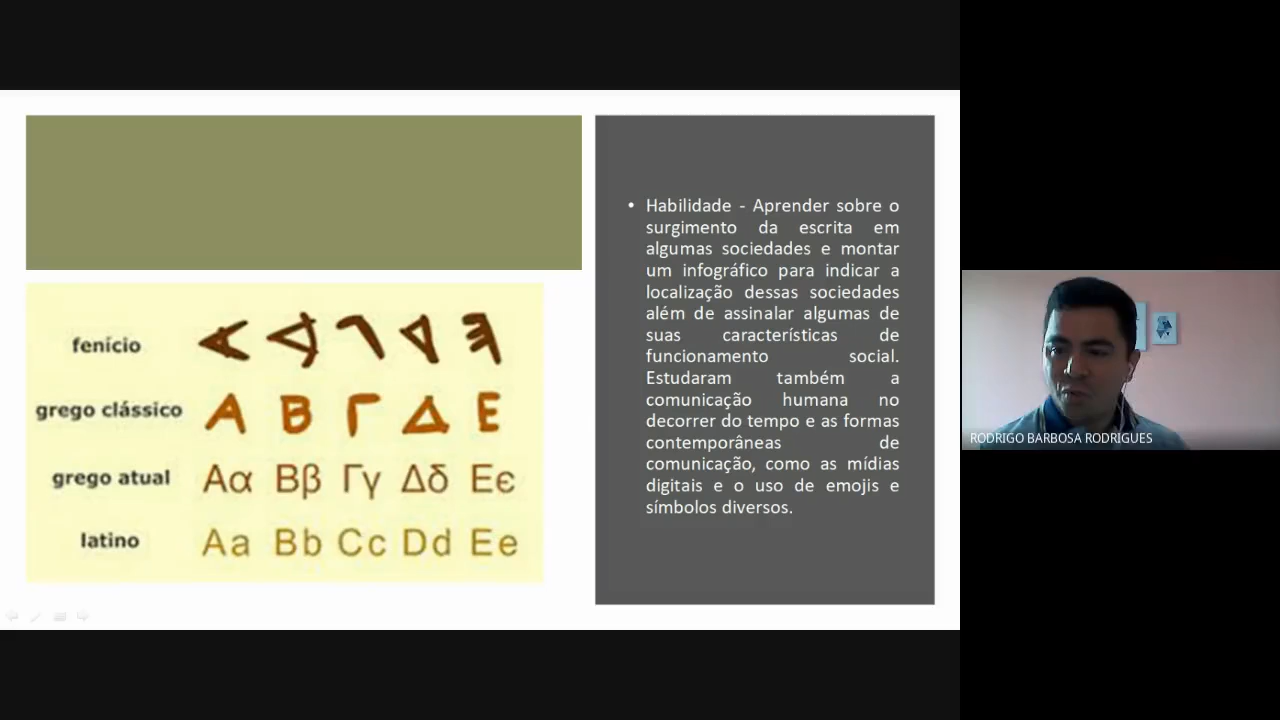 fenício 𐤀 𐤁 𐤂 𐤃 𐤄
grego clássico Α Β Γ Δ Ε
grego atual Αα Ββ Γγ Δδ Εϵ
latino Aa Bb Cc Dd Ee
• Habilidade - Aprender sobre o
surgimento da escrita em
algumas sociedades e montar
um infográfico para indicar a
localização dessas sociedades
além de assinalar algumas de
suas características de
funcionamento social.
Estudaram também a
comunicação humana no
decorrer do tempo e as formas
contemporâneas de
comunicação, como as mídias
digitais e o uso de emojis e
símbolos diversos.
RODRIGO BARBOSA RODRIGUES